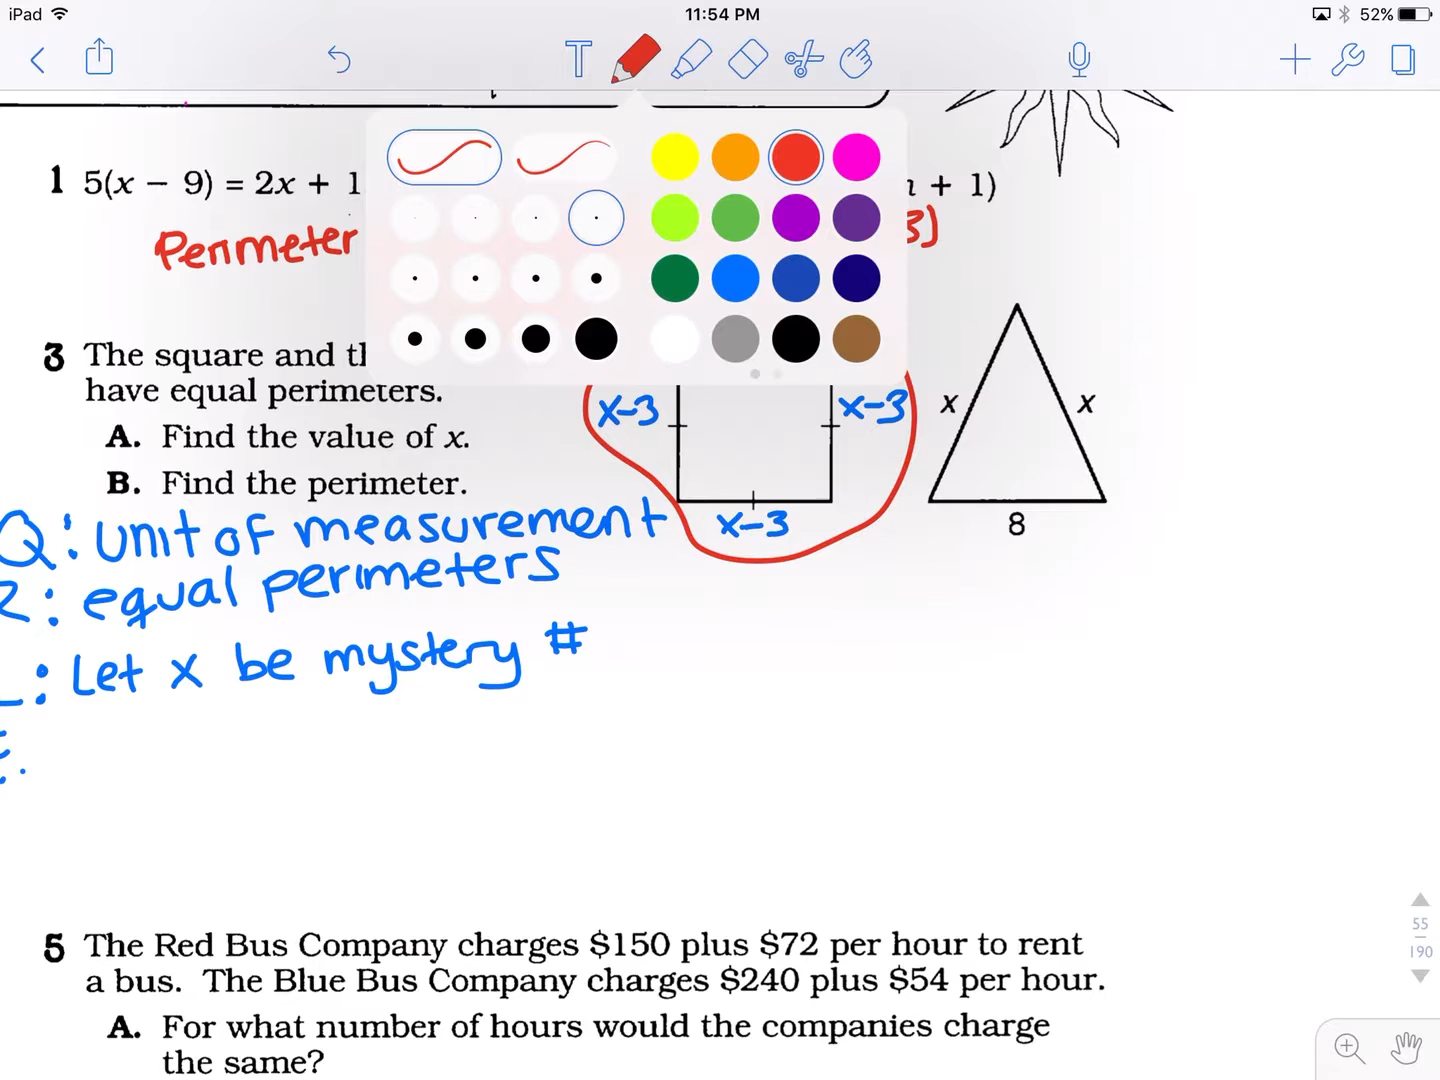 iPad 11:54 PM 52%
T
1 5(x − 9) = 2x + 1 + 1)
Perimeter 3)
3 The square and
have equal perimeters.
x-3 x-3 x x
A. Find the value of x.
B. Find the perimeter.
Q: unit of measurement x-3 8
: equal perimeters
: Let x be mystery #
55
190
5 The Red Bus Company charges $150 plus $72 per hour to rent
a bus. The Blue Bus Company charges $240 plus $54 per hour.
A. For what number of hours would the companies charge
the same?